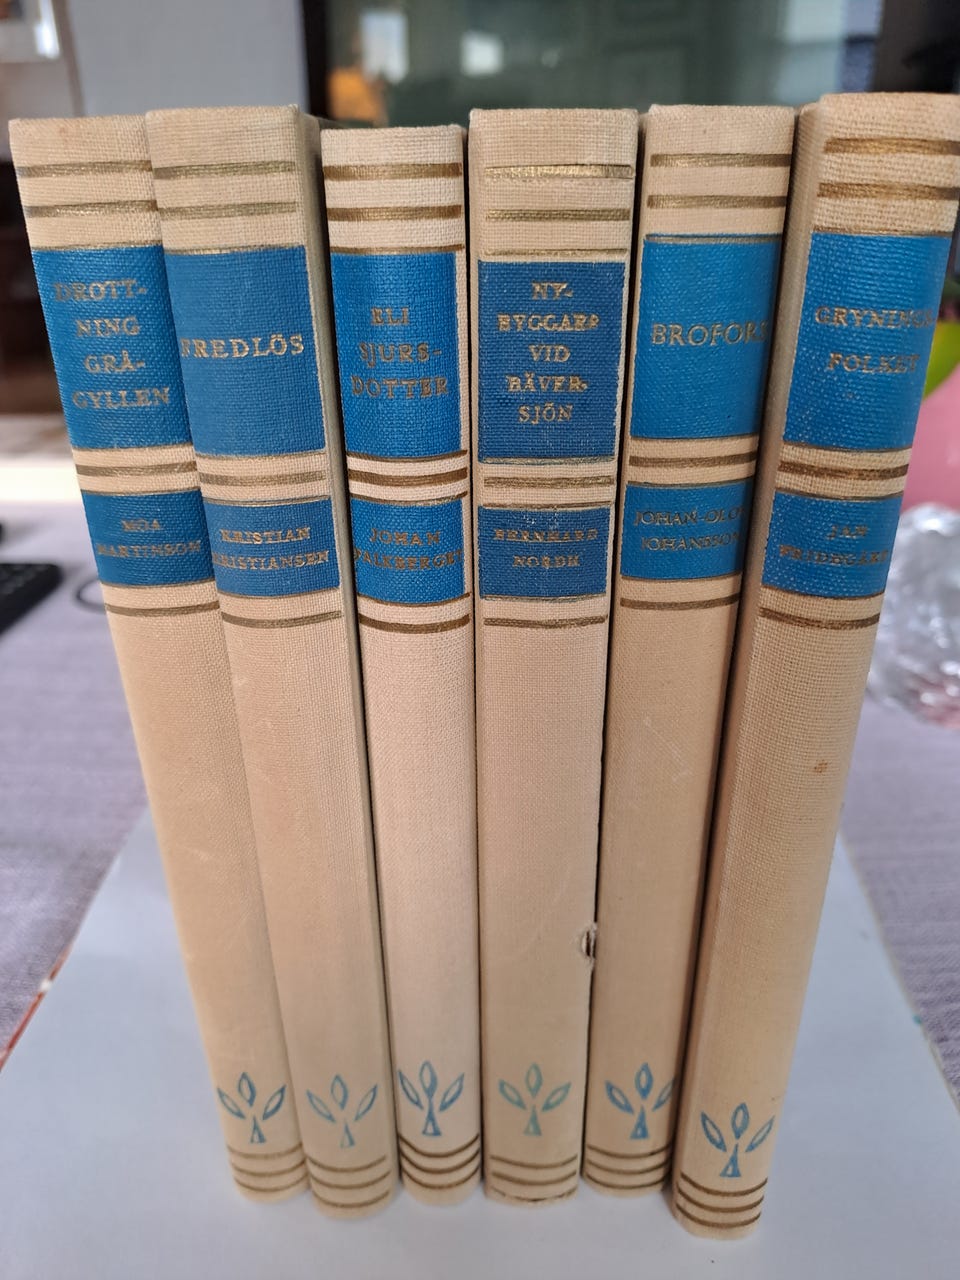 DROTT-
NING
GRÅ-
GYLLEN
MOA
MARTINSON
FREDLÖS
KRISTIAN
KRISTIANSEN
ELI
SJURS-
DOTTER
JOHAN
FALKBERGET
NY-
BYGGARE
VID
BÄVER-
SJÖN
BERNHARD
NORDH
BROFORS
JOHAN-OLOV
JOHANSSON
GRYNINGS-
FOLKET
JAN
FRIDEGÅRD